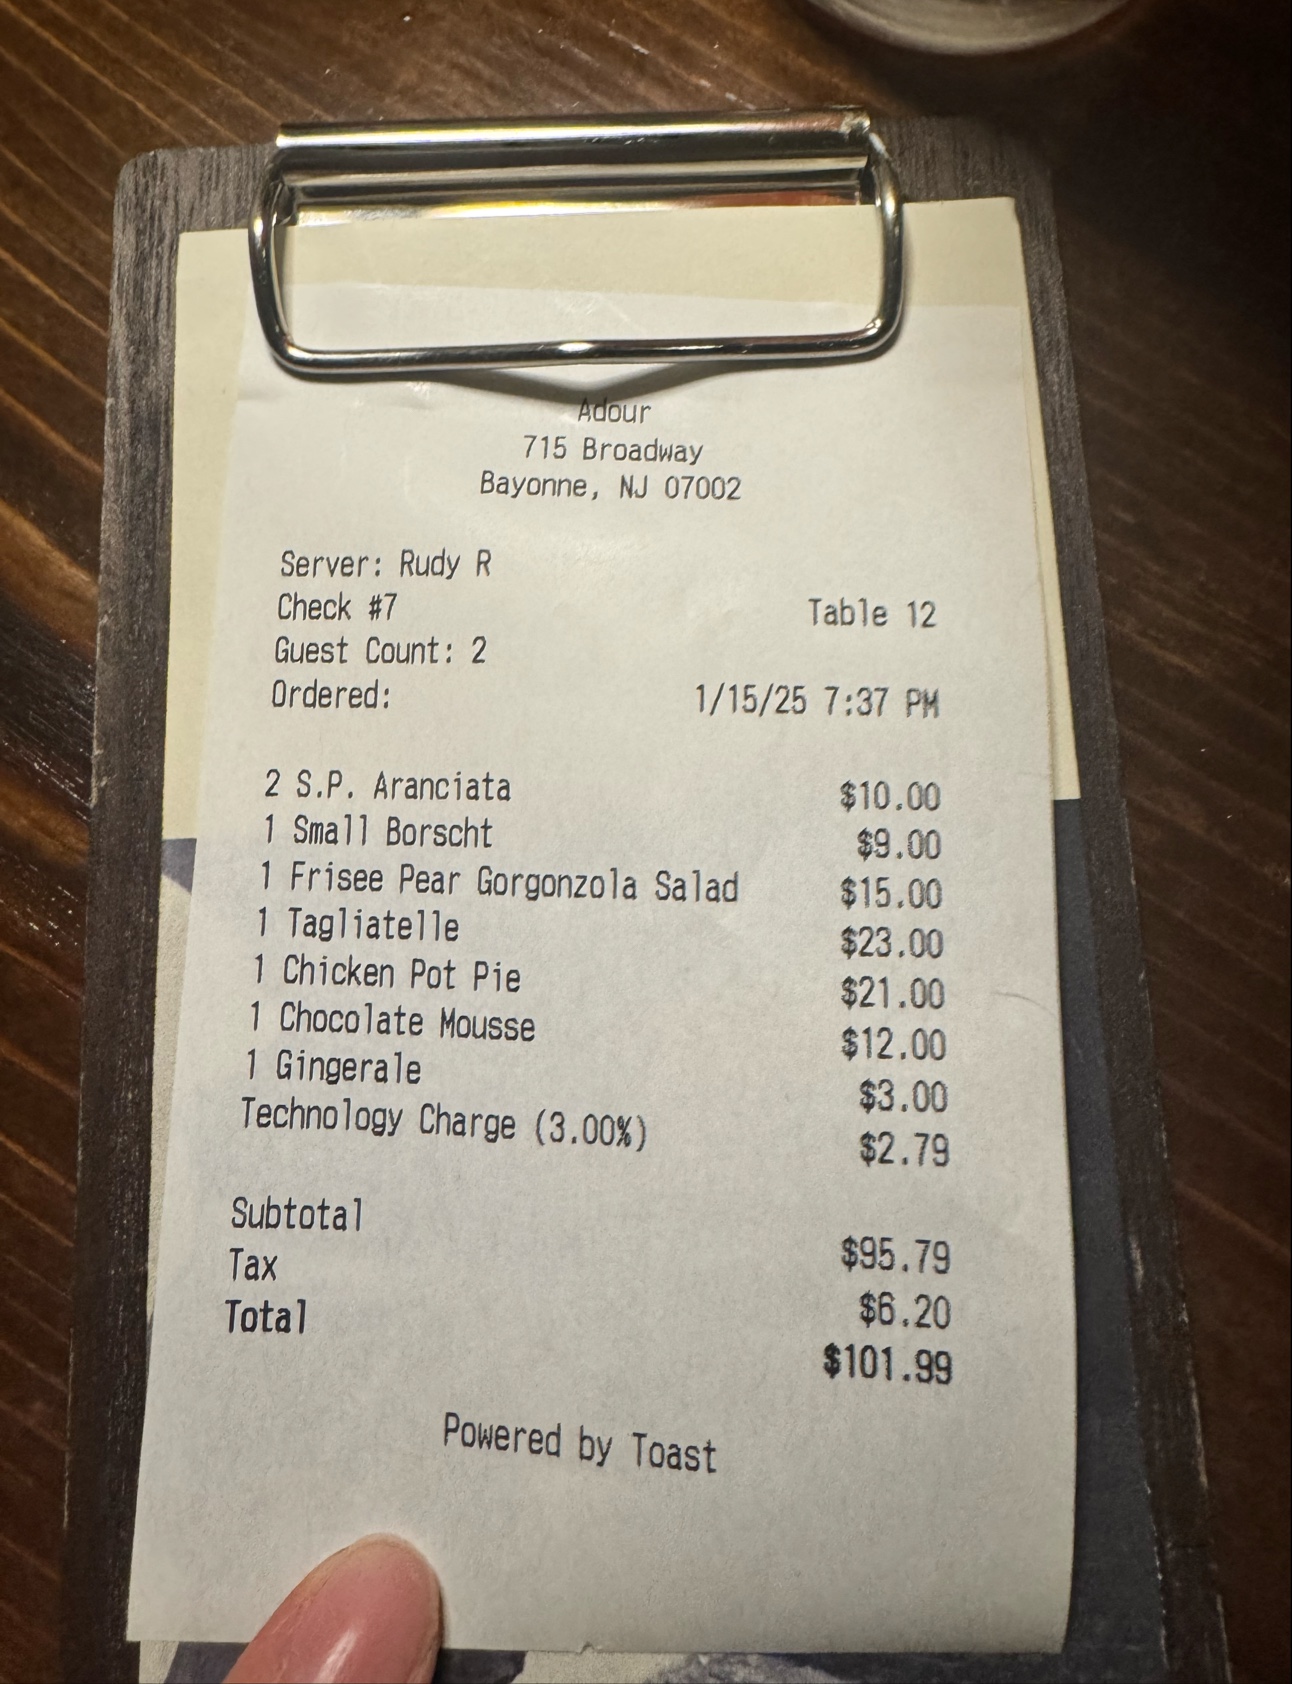 Adour
715 Broadway
Bayonne, NJ 07002
Server: Rudy R
Check #7 Table 12
Guest Count: 2
Ordered: 1/15/25 7:37 PM
2 S.P. Aranciata $10.00
1 Small Borscht $9.00
1 Frisee Pear Gorgonzola Salad $15.00
1 Tagliatelle $23.00
1 Chicken Pot Pie $21.00
1 Chocolate Mousse $12.00
1 Gingerale $3.00
Technology Charge (3.00%) $2.79
Subtotal $95.79
Tax $6.20
Total $101.99
Powered by Toast